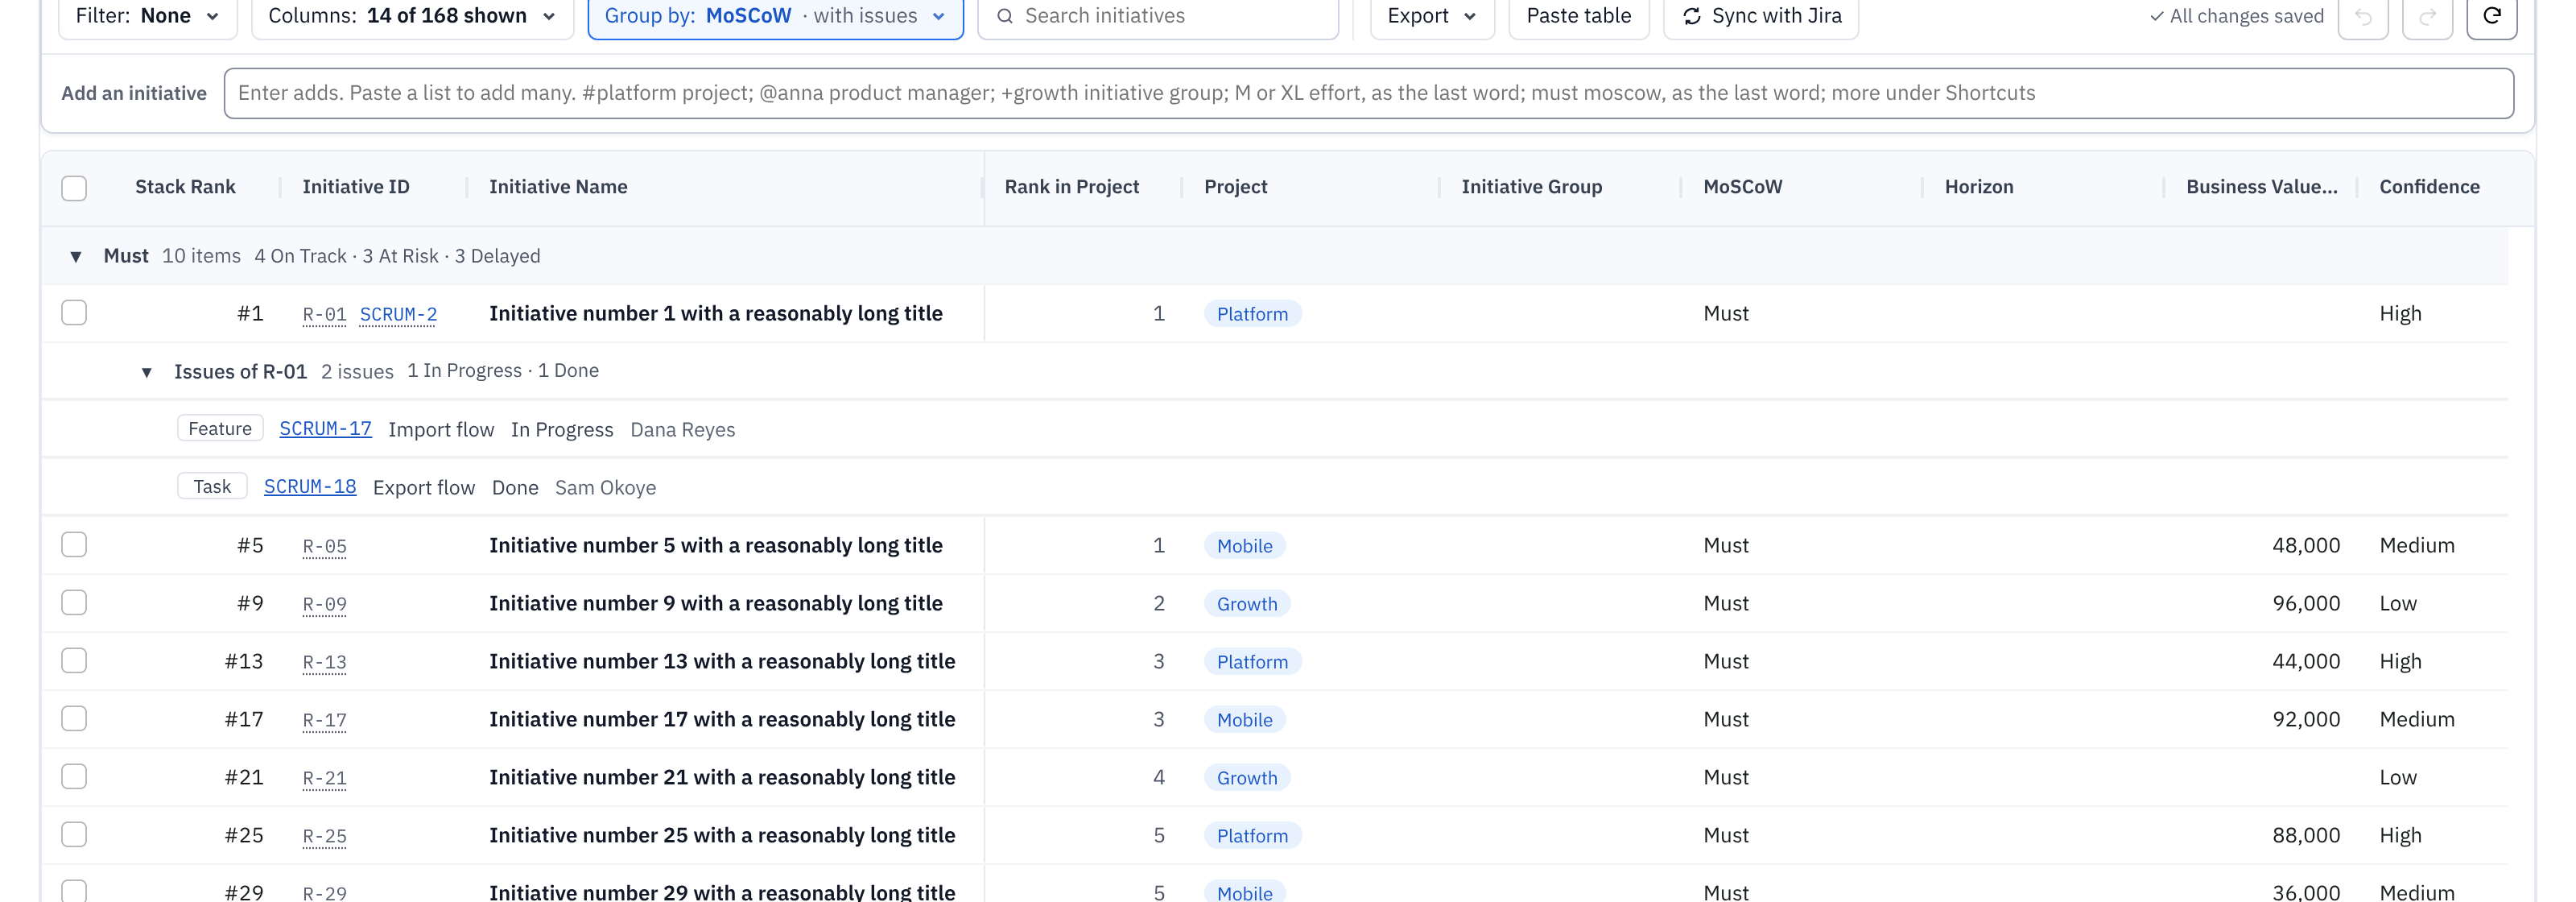 Filter: None Columns: 14 of 168 shown Group by: MoSCoW · with issues Search initiatives Export Paste table Sync with Jira ✓ All changes saved
Add an initiative Enter adds. Paste a list to add many. #platform project; @anna product manager; +growth initiative group; M or XL effort, as the last word; must moscow, as the last word; more under Shortcuts
Stack Rank Initiative ID Initiative Name Rank in Project Project Initiative Group MoSCoW Horizon Business Value... Confidence
▼ Must 10 items 4 On Track · 3 At Risk · 3 Delayed
#1 R-01 SCRUM-2 Initiative number 1 with a reasonably long title 1 Platform Must High
▼ Issues of R-01 2 issues 1 In Progress · 1 Done
Feature SCRUM-17 Import flow In Progress Dana Reyes
Task SCRUM-18 Export flow Done Sam Okoye
#5 R-05 Initiative number 5 with a reasonably long title 1 Mobile Must 48,000 Medium
#9 R-09 Initiative number 9 with a reasonably long title 2 Growth Must 96,000 Low
#13 R-13 Initiative number 13 with a reasonably long title 3 Platform Must 44,000 High
#17 R-17 Initiative number 17 with a reasonably long title 3 Mobile Must 92,000 Medium
#21 R-21 Initiative number 21 with a reasonably long title 4 Growth Must Low
#25 R-25 Initiative number 25 with a reasonably long title 5 Platform Must 88,000 High
#29 R-29 Initiative number 29 with a reasonably long title 5 Mobile Must 36,000 Medium